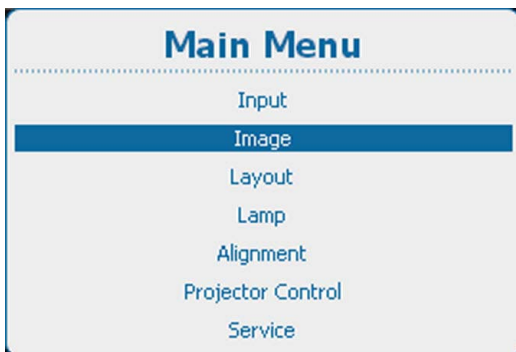 Main Menu
Input
Image
Layout
Lamp
Alignment
Projector Control
Service